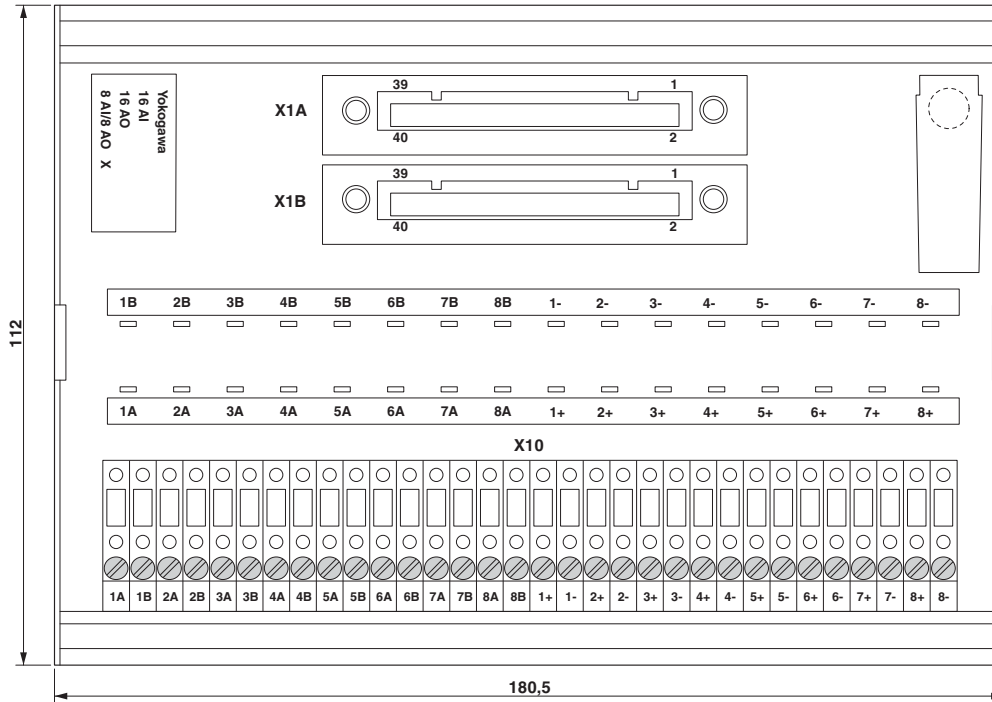 Yokogawa
16 AI
16 AO
8 AI/8 AO X
39 1
X1A
40 2
39 1
X1B
40 2
1B 2B 3B 4B 5B 6B 7B 8B 1- 2- 3- 4- 5- 6- 7- 8-
112
1A 2A 3A 4A 5A 6A 7A 8A 1+ 2+ 3+ 4+ 5+ 6+ 7+ 8+
X10
1A 1B 2A 2B 3A 3B 4A 4B 5A 5B 6A 6B 7A 7B 8A 8B 1+ 1- 2+ 2- 3+ 3- 4+ 4- 5+ 5- 6+ 6- 7+ 7- 8+ 8-
180,5